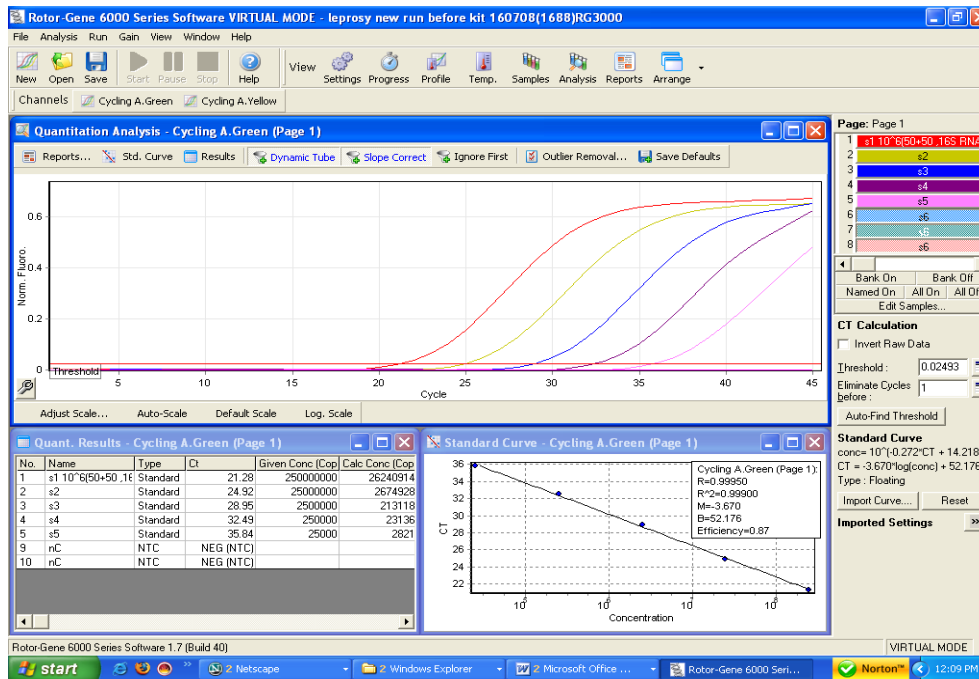 Rotor-Gene 6000 Series Software VIRTUAL MODE - leprosy new run before kit 160708(1688)RG3000
File Analysis Run Gain View Window Help
New Open Save Start Pause Stop Help View Settings Progress Profile Temp. Samples Analysis Reports Arrange
Channels Cycling A.Green Cycling A.Yellow
Quantitation Analysis - Cycling A.Green (Page 1)
Reports... Std. Curve Results Dynamic Tube Slope Correct Ignore First Outlier Removal... Save Defaults
Norm. Fluoro.
0.6
0.4
0.2
0
Threshold
5 10 15 20 25 30 35 40 45
Cycle
Adjust Scale... Auto-Scale Default Scale Log. Scale
Page: Page 1
1 s1 10^6(50+50 ,16S RNA
2 s2
3 s3
4 s4
5 s5
6 s6
7 s6
8 s6
Bank On Bank Off
Named On All On All Of
Edit Samples...
CT Calculation
Invert Raw Data
Threshold : 0.02493
Eliminate Cycles before : 1
Auto-Find Threshold
Standard Curve
conc= 10^(-0.272*CT + 14.218
CT = -3.670*log(conc) + 52.176
Type : Floating
Import Curve.... Reset
Imported Settings
Quant. Results - Cycling A.Green (Page 1)
No. Name Type Ct Given Conc (Cop Calc Conc (Cop
1 s1 10^6(50+50 ,16 Standard 21.28 250000000 26240914
2 s2 Standard 24.92 25000000 2674928
3 s3 Standard 28.95 2500000 213118
4 s4 Standard 32.49 250000 23136
5 s5 Standard 35.84 25000 2821
9 nC NTC NEG (NTC)
10 nC NTC NEG (NTC)
Standard Curve - Cycling A.Green (Page 1)
CT
36
34
32
30
28
26
24
22
Cycling A.Green (Page 1):
R=0.99950
R^2=0.99900
M=-3.670
B=52.176
Efficiency=0.87
Concentration
Rotor-Gene 6000 Series Software 1.7 (Build 40) VIRTUAL MODE
start 2 Netscape 2 Windows Explorer 2 Microsoft Office ... Rotor-Gene 6000 Seri... Norton™ 12:09 PM